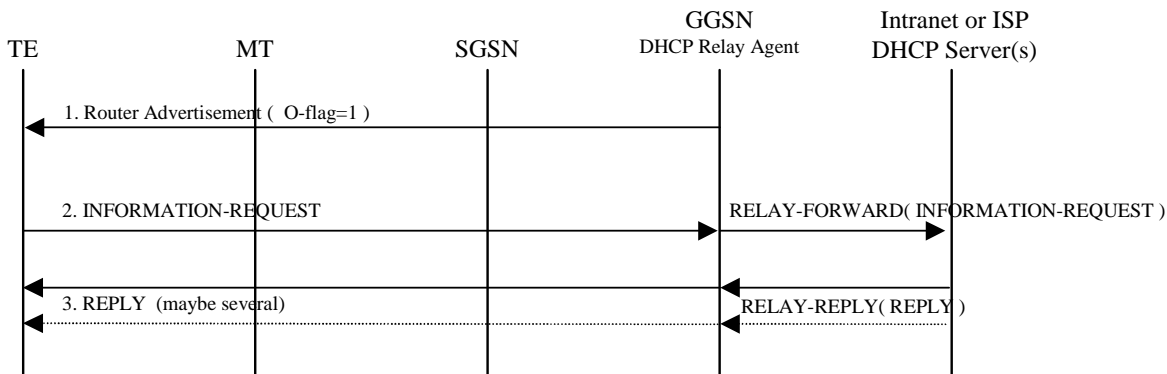 GGSN
Intranet or ISP
TE
MT
SGSN
DHCP Relay Agent
DHCP Server(s)
1. Router Advertisement ( O-flag=1 )
2. INFORMATION-REQUEST
RELAY-FORWARD( INFORMATION-REQUEST )
3. REPLY (maybe several)
RELAY-REPLY( REPLY )